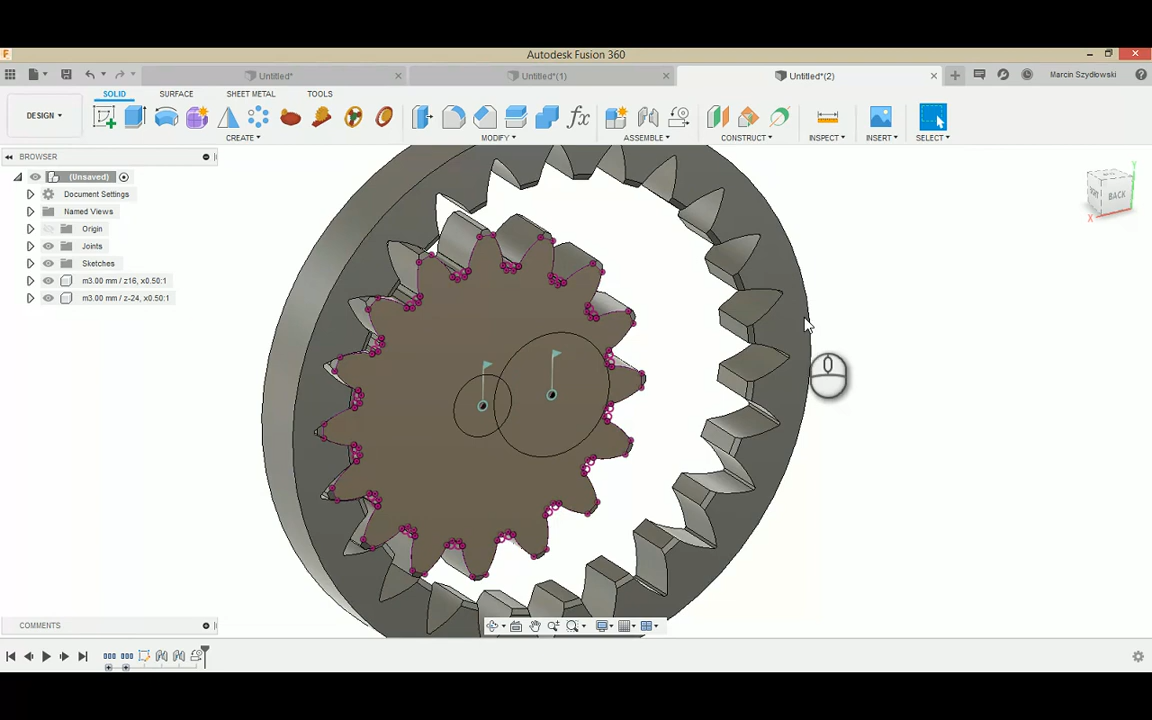 F
Autodesk Fusion 360
Untitled*
Untitled*(1)
Untitled*(2)
Marcin Szydlowski
SOLID
SURFACE
SHEET METAL
TOOLS
DESIGN
fx
CREATE
MODIFY
ASSEMBLE
CONSTRUCT
INSPECT
INSERT
SELECT
BROWSER
(Unsaved)
Document Settings
Named Views
Origin
Joints
Sketches
m3.00 mm / z16, x0.50:1
m3.00 mm / z-24, x0.50:1
Y
BACK
X
COMMENTS